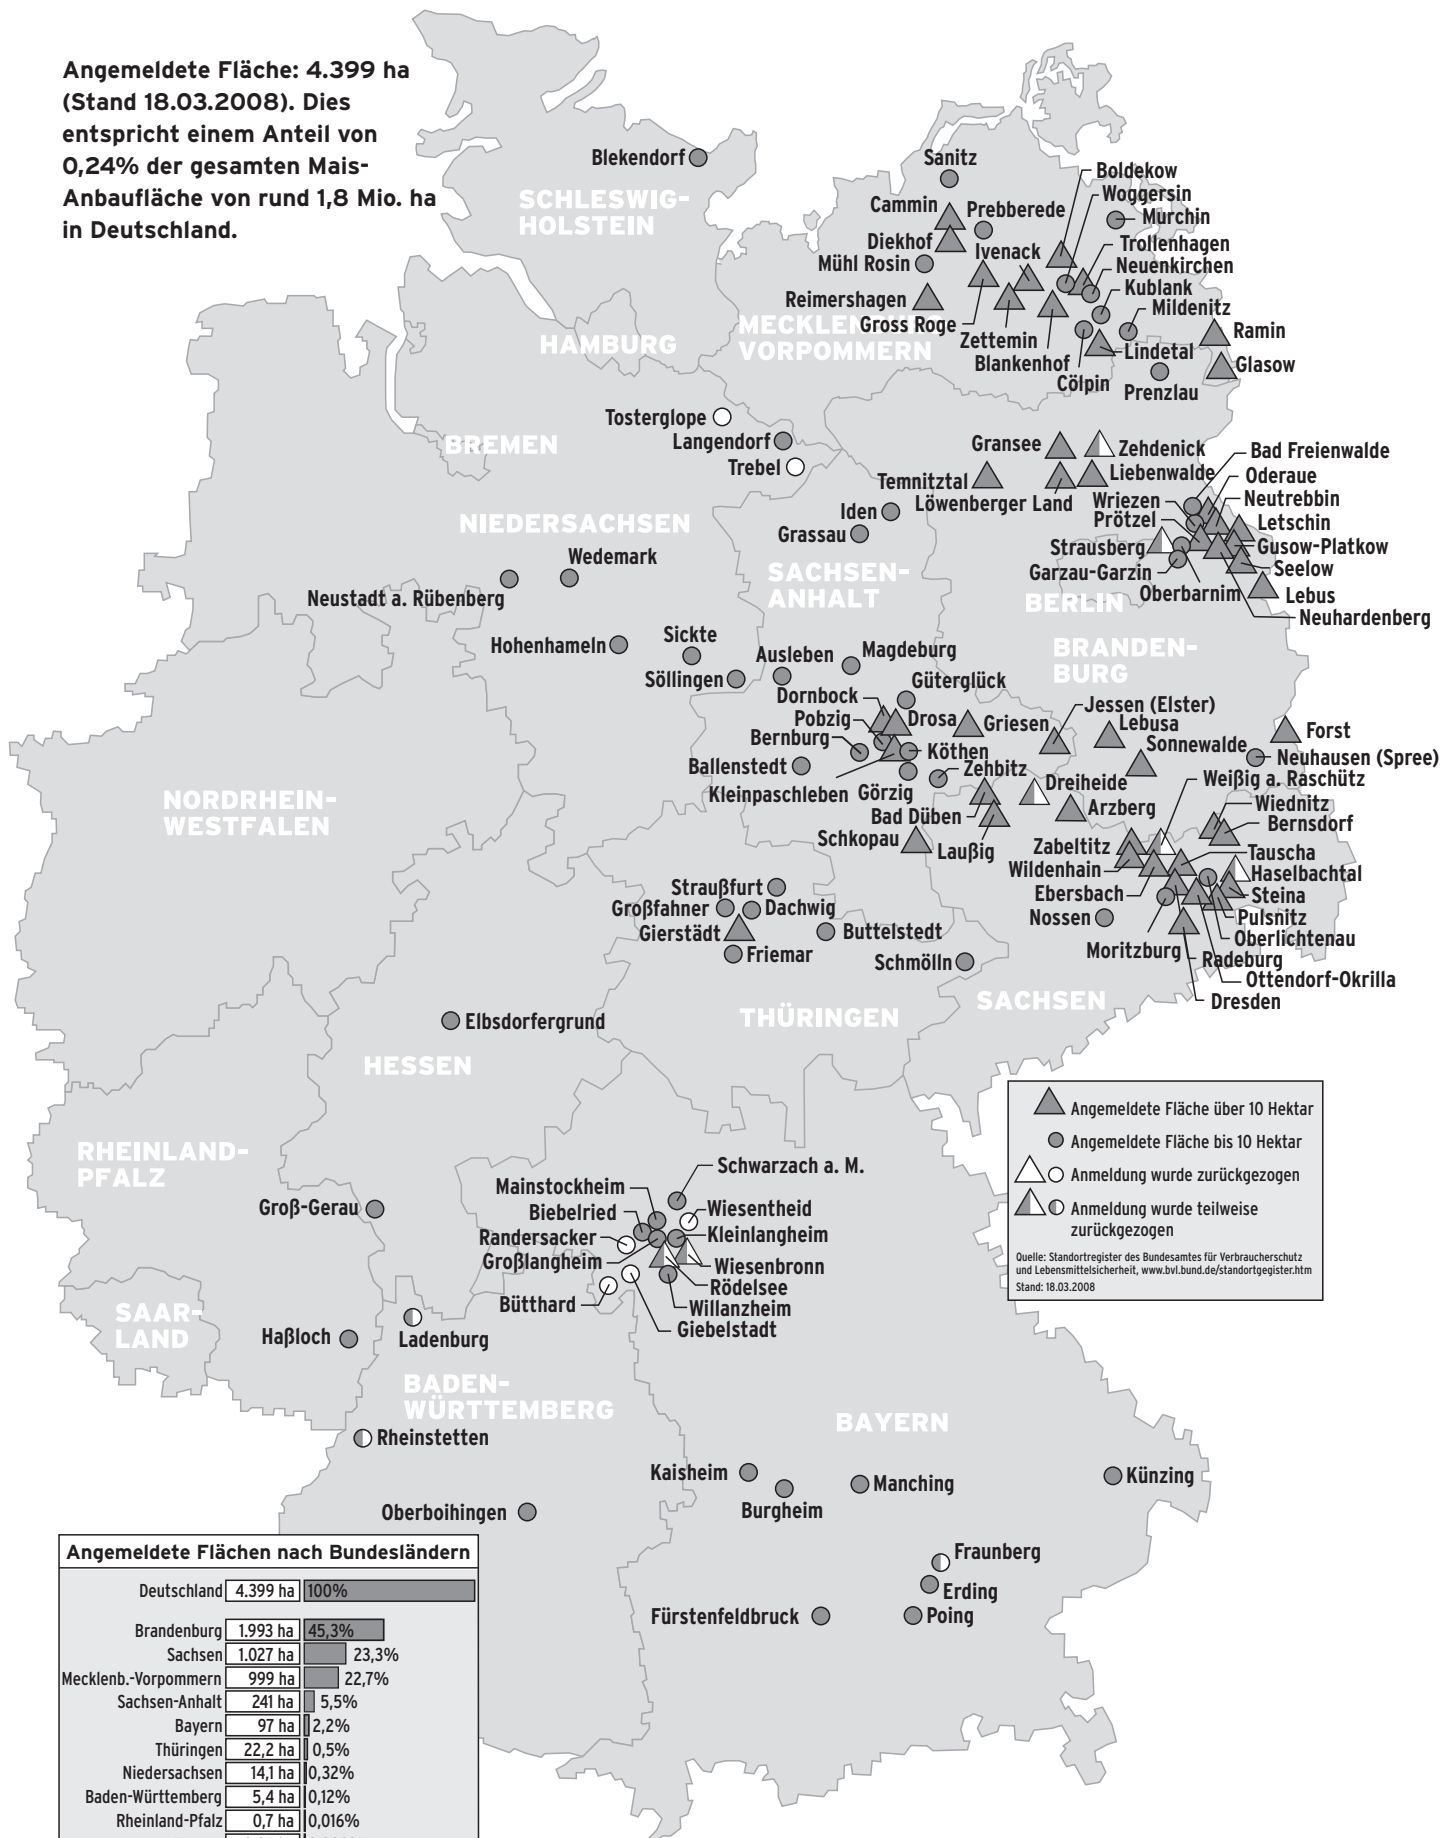 Angemeldete Fläche: 4.399 ha
(Stand 18.03.2008). Dies
entspricht einem Anteil von
0,24% der gesamten Mais-
Anbaufläche von rund 1,8 Mio. ha
in Deutschland.
Blekendorf
SCHLESWIG-
HOLSTEIN
HAMBURG
Sanitz
Boldekow
Woggersin
Cammin
Prebberede
Murchin
Diekhof
Ivenack
Trollenhagen
Mühl Rosin
Neuenkirchen
Kublank
Reimershagen
Mildenitz
Gross Roge
MECKLENBURG
VORPOMMERN
Zettemin
Ramin
Blankenhof
Lindetal
Glasow
Cölpin
Prenzlau
Tosterglope
Langendorf
Trebel
BREMEN
NIEDERSACHSEN
Gransee
Zehdenick
Bad Freienwalde
Temnitztal
Liebenwalde
Oderaue
Löwenberger Land
Wriezen
Neutrebbin
Iden
Prötzel
Letschin
Grassau
Strausberg
Gusow-Platkow
Garzau-Garzin
Seelow
Oberbarnim
Lebus
Neuhardenberg
Wedemark
Neustadt a. Rübenberg
SACHSEN-
ANHALT
BERLIN
BRANDEN-
BURG
Hohenhameln
Sickte
Söllingen
Ausleben
Magdeburg
Güterglück
Dornbock
Pobzig
Drosa
Griesen
Jessen (Elster)
Lebusa
Forst
Bernburg
Köthen
Sonnewalde
Neuhausen (Spree)
Ballenstedt
Zehbitz
Weißig a. Raschütz
Kleinpaschleben
Görzig
Dreiheide
Wiednitz
Bad Düben
Arzberg
Bernsdorf
Schkopau
Laußig
Zabeltitz
Tauscha
Wildenhain
Haselbachtal
Ebersbach
Steina
Nossen
Pulsnitz
Oberlichtenau
Moritzburg
Radeburg
Ottendorf-Okrilla
Dresden
NORDRHEIN-
WESTFALEN
Straußfurt
Großfahner
Dachwig
Gierstädt
Buttelstedt
Friemar
Schmölln
SACHSEN
THÜRINGEN
Elbsdorfergrund
HESSEN
RHEINLAND-
PFALZ
Angemeldete Fläche über 10 Hektar
Angemeldete Fläche bis 10 Hektar
Anmeldung wurde zurückgezogen
Anmeldung wurde teilweise
zurückgezogen
Quelle: Standortregister des Bundesamtes für Verbraucherschutz
und Lebensmittelsicherheit, www.bvl.bund.de/standortgegister.htm
Stand: 18.03.2008
Schwarzach a. M.
Mainstockheim
Biebelried
Wiesentheid
Randersacker
Kleinlangheim
Großlangheim
Wiesenbronn
Rödelsee
Bütthard
Willanzheim
Giebelstadt
Groß-Gerau
SAAR-
LAND
Haßloch
Ladenburg
BADEN-
WÜRTTEMBERG
BAYERN
Rheinstetten
Kaisheim
Manching
Künzing
Burgheim
Oberboihingen
Fraunberg
Erding
Fürstenfeldbruck
Poing
Angemeldete Flächen nach Bundesländern
Deutschland 4.399 ha 100%
Brandenburg 1.993 ha 45,3%
Sachsen 1.027 ha 23,3%
Mecklenb.-Vorpommern 999 ha 22,7%
Sachsen-Anhalt 241 ha 5,5%
Bayern 97 ha 2,2%
Thüringen 22,2 ha 0,5%
Niedersachsen 14,1 ha 0,32%
Baden-Württemberg 5,4 ha 0,12%
Rheinland-Pfalz 0,7 ha 0,016%